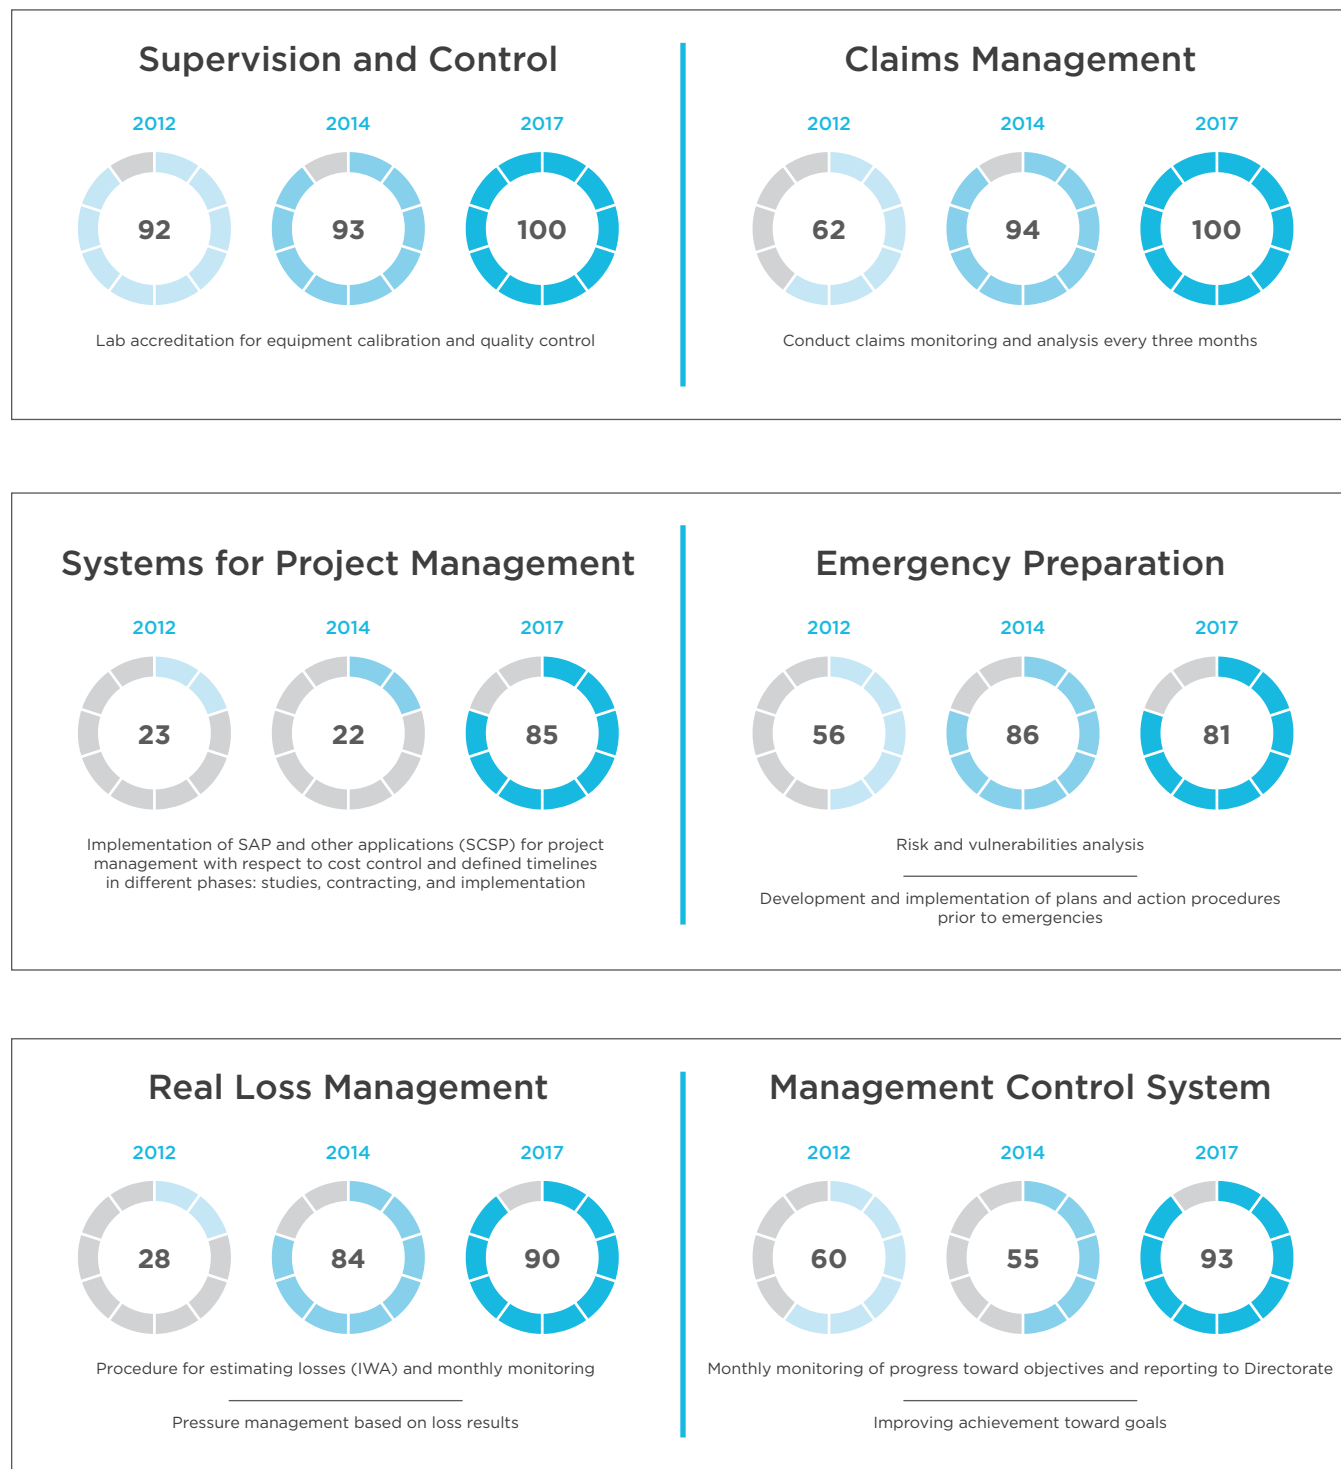 Supervision and Control
2012
2014
2017
92
93
100
Lab accreditation for equipment calibration and quality control
Claims Management
2012
2014
2017
62
94
100
Conduct claims monitoring and analysis every three months
Systems for Project Management
2012
2014
2017
23
22
85
Implementation of SAP and other applications (SCSP) for project
management with respect to cost control and defined timelines
in different phases: studies, contracting, and implementation
Emergency Preparation
2012
2014
2017
56
86
81
Risk and vulnerabilities analysis
Development and implementation of plans and action procedures
prior to emergencies
Real Loss Management
2012
2014
2017
28
84
90
Procedure for estimating losses (IWA) and monthly monitoring
Pressure management based on loss results
Management Control System
2012
2014
2017
60
55
93
Monthly monitoring of progress toward objectives and reporting to Directorate
Improving achievement toward goals